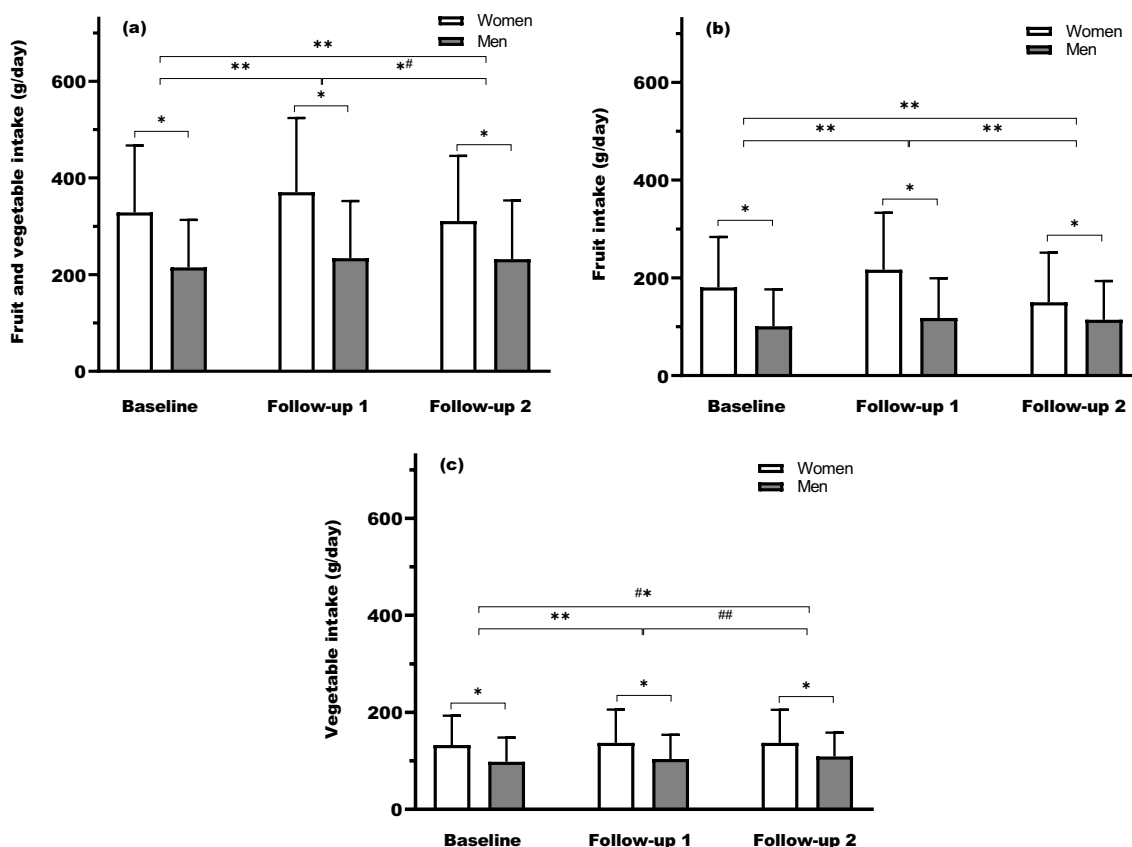 (a)
Women
Men
Fruit and vegetable intake (g/day)
600
400
200
0
**
** *#
* * *
Baseline Follow-up 1 Follow-up 2
(b)
Women
Men
Fruit intake (g/day)
600
400
200
0
**
** **
* * *
Baseline Follow-up 1 Follow-up 2
(c)
Women
Men
Vegetable intake (g/day)
600
400
200
0
#*
** ##
* * *
Baseline Follow-up 1 Follow-up 2